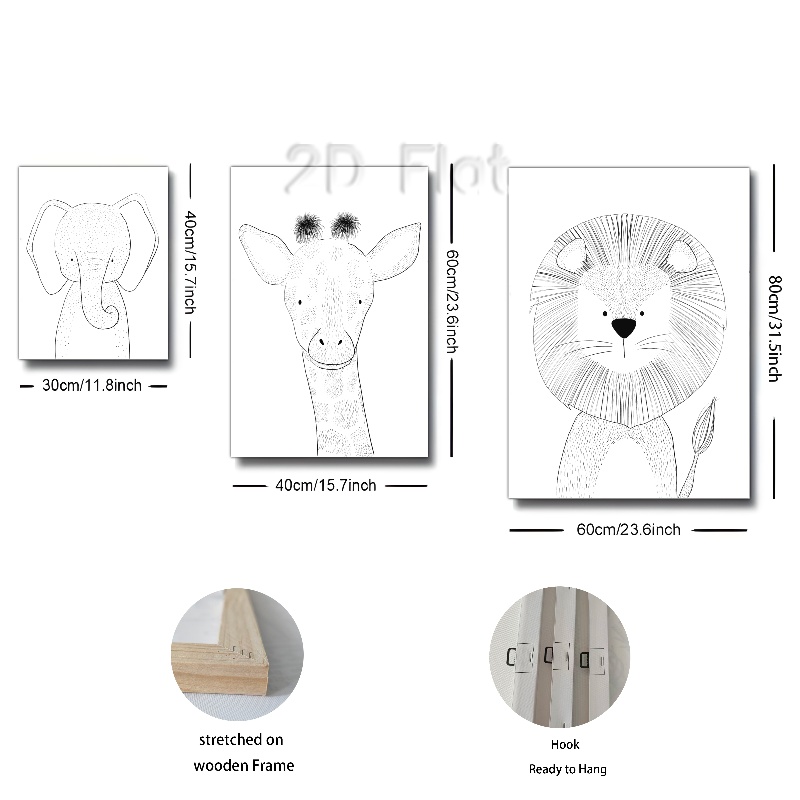 2D Flat
40cm/15.7inch
30cm/11.8inch
60cm/23.6inch
40cm/15.7inch
80cm/31.5inch
60cm/23.6inch
stretched on
wooden Frame
Hook
Ready to Hang